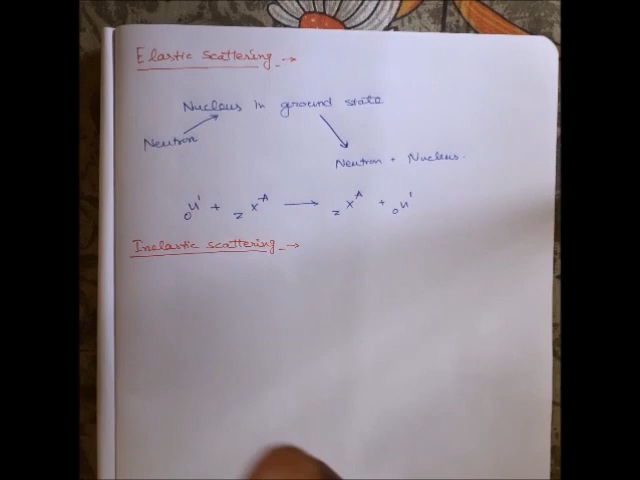 Elastic scattering →
Nucleus in ground state
Neutron
Neutron + Nucleus.
₀n¹ + zXᴬ → zXᴬ + ₀n¹
Inelastic scattering →